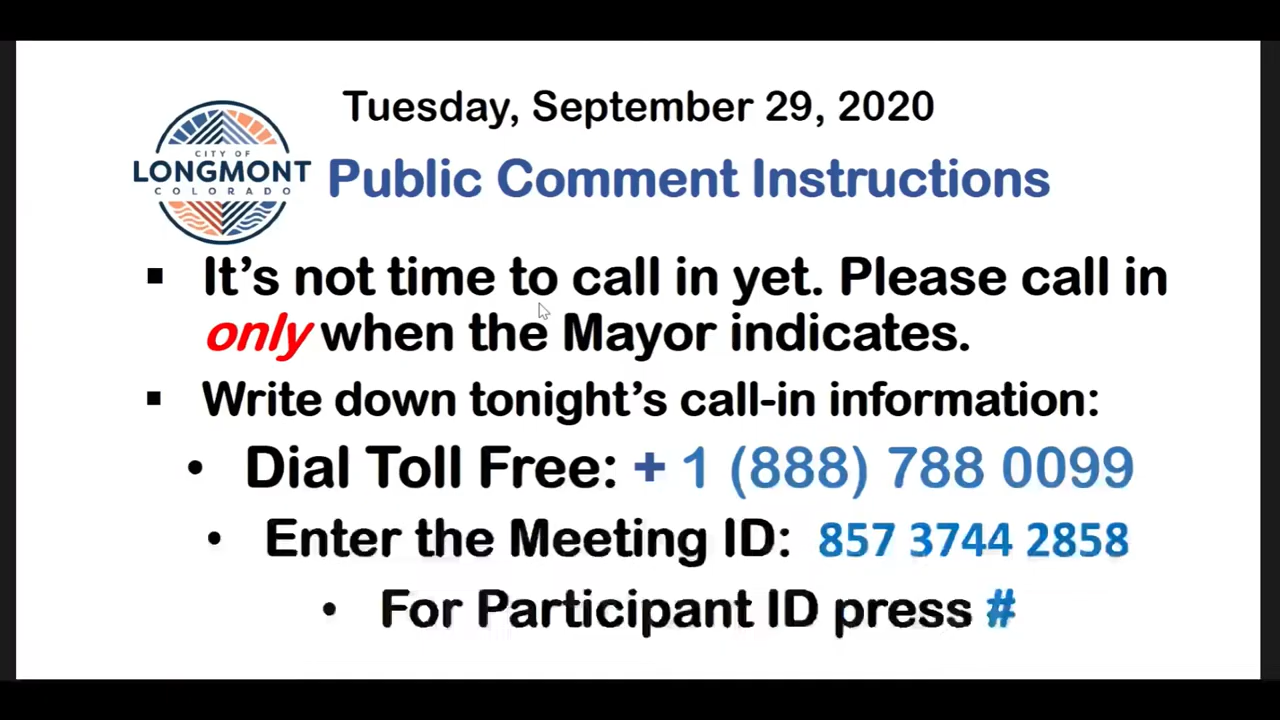 Tuesday, September 29, 2020
CITY OF
LONGMONT
COLORADO
Public Comment Instructions
▪ It's not time to call in yet. Please call in
only when the Mayor indicates.
▪ Write down tonight's call-in information:
• Dial Toll Free: + 1 (888) 788 0099
• Enter the Meeting ID: 857 3744 2858
• For Participant ID press #